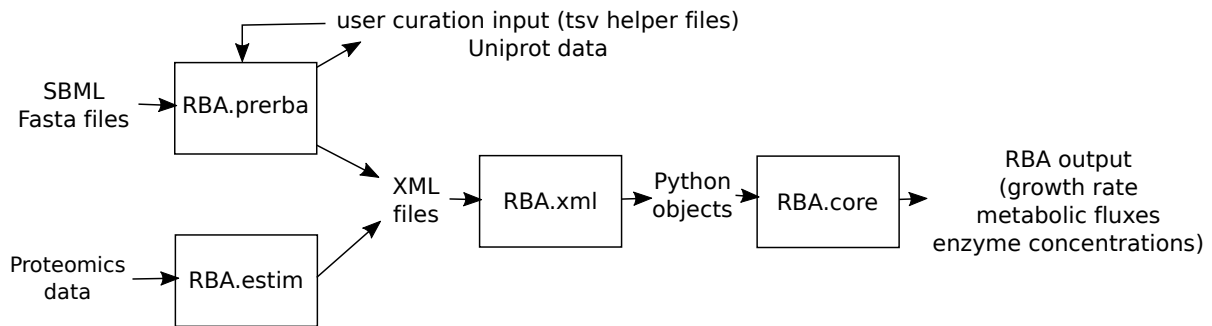 user curation input (tsv helper files)
Uniprot data
SBML
Fasta files
RBA.prerba
XML
files
RBA.xml
Python
objects
RBA.core
RBA output
(growth rate
metabolic fluxes
enzyme concentrations)
Proteomics
data
RBA.estim